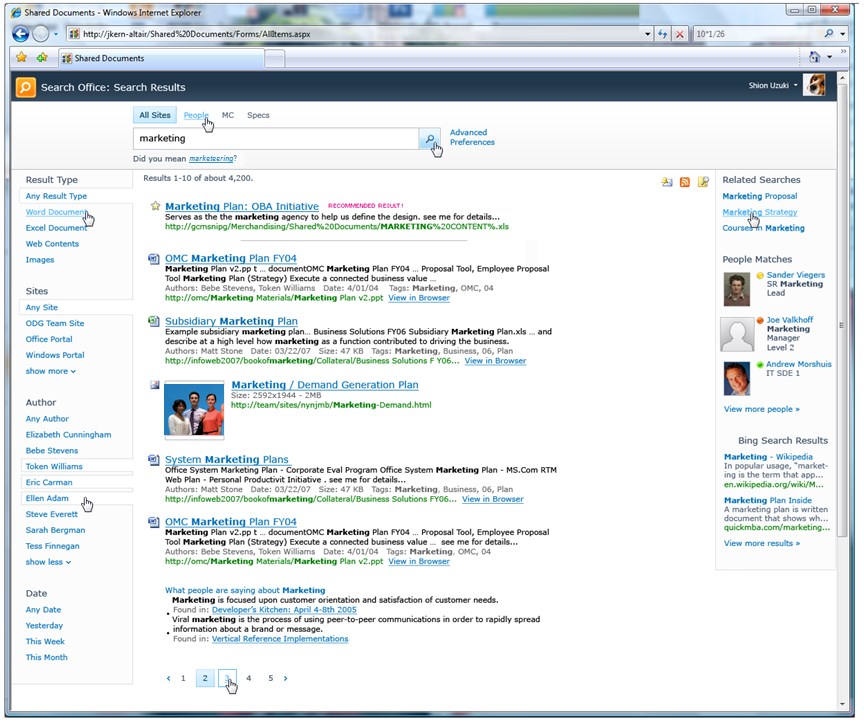 Shared Documents - Windows Internet Explorer
http://jkern-altair/Shared%20Documents/Forms/AllItems.aspx
10*1/26
Shared Documents
Search Office: Search Results
Shion Uzuki
All Sites People MC Specs
marketing
Advanced
Preferences
Did you mean marketeering?
Result Type
Any Result Type
Word Document
Excel Document
Web Contents
Images
Sites
Any Site
ODG Team Site
Office Portal
Windows Portal
show more
Author
Any Author
Elizabeth Cunningham
Bebe Stevens
Token Williams
Eric Carman
Ellen Adam
Steve Everett
Sarah Bergman
Tess Finnegan
show less
Date
Any Date
Yesterday
This Week
This Month
Results 1-10 of about 4,200.
Marketing Plan: OBA Initiative RECOMMENDED RESULT!
Serves as the the marketing agency to help us define the design. see me for details...
http://gcmsnipg/Merchandising/Shared%20Documents/MARKETING%20CONTENT%.xls
OMC Marketing Plan FY04
Marketing Plan v2.pp t ... documentOMC Marketing Plan FY04 ... Proposal Tool, Employee Proposal
Tool Marketing Plan (Strategy) Execute a connected business value ...
Authors: Bebe Stevens, Token Williams Date: 4/01/04 Tags: Marketing, OMC, 04
http://omc/Marketing Materials/Marketing Plan v2.ppt View in Browser
Subsidiary Marketing Plan
Example subsidiary marketing plan... Business Solutions FY06 Subsidiary Marketing Plan.xls ... and
describe at a high level how marketing as a function contributed to driving the business.
Authors: Matt Stone Date: 03/22/07 Size: 47 KB Tags: Marketing, Business, 06, Plan
http://infoweb2007/bookofmarketing/Collateral/Business Solutions F Y06... View in Browser
Marketing / Demand Generation Plan
Size: 2592x1944 - 2MB
http://team/sites/nynjmb/Marketing-Demand.html
System Marketing Plans
Office System Marketing Plan - Corporate Eval Program Office System Marketing Plan - MS.Com RTM
Web Plan - Personal Productivit Initiative . see me for details...
Authors: Matt Stone Date: 03/22/07 Size: 47 KB Tags: Marketing, Business, 06, Plan
http://infoweb2007/bookofmarketing/Collateral/Business Solutions FY06... View in Browser
OMC Marketing Plan FY04
Marketing Plan v2.pp t ... documentOMC Marketing Plan FY04 ... Proposal Tool, Employee Proposal
Tool Marketing Plan (Strategy) Execute a connected business value ... see me for details...
Authors: Bebe Stevens, Token Williams Date: 4/01/04 Tags: Marketing, OMC, 04
http://omc/Marketing Materials/Marketing Plan v2.ppt View in Browser
What people are saying about Marketing
Marketing is focused upon customer orientation and satisfaction of customer needs.
Found in: Developer's Kitchen: April 4-8th 2005
Viral marketing is the process of using peer-to-peer communications in order to rapidly spread
information about a brand or message.
Found in: Vertical Reference Implementations
1 2 3 4 5
Related Searches
Marketing Proposal
Marketing Strategy
Courses in Marketing
People Matches
Sander Viegers
SR Marketing
Lead
Joe Valkhoff
Marketing
Manager
Level 2
Andrew Morshuis
IT SDE 1
View more people »
Bing Search Results
Marketing - Wikipedia
In popular usage, "market-
ing is the term that app...
en.wikipedia.org/wiki/M...
Marketing Plan Inside
A marketing plan is written
document that shows wh...
quickmba.com/marketing...
View more results »